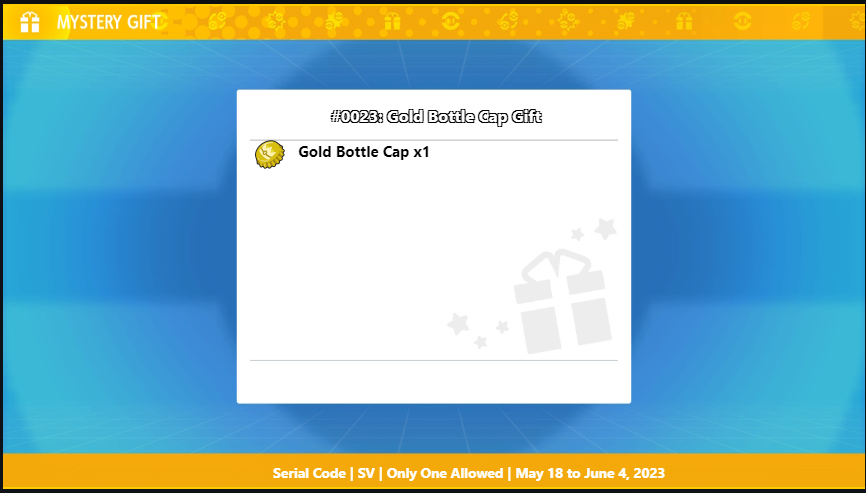 MYSTERY GIFT
#0023: Gold Bottle Cap Gift
Gold Bottle Cap x1
Serial Code | SV | Only One Allowed | May 18 to June 4, 2023